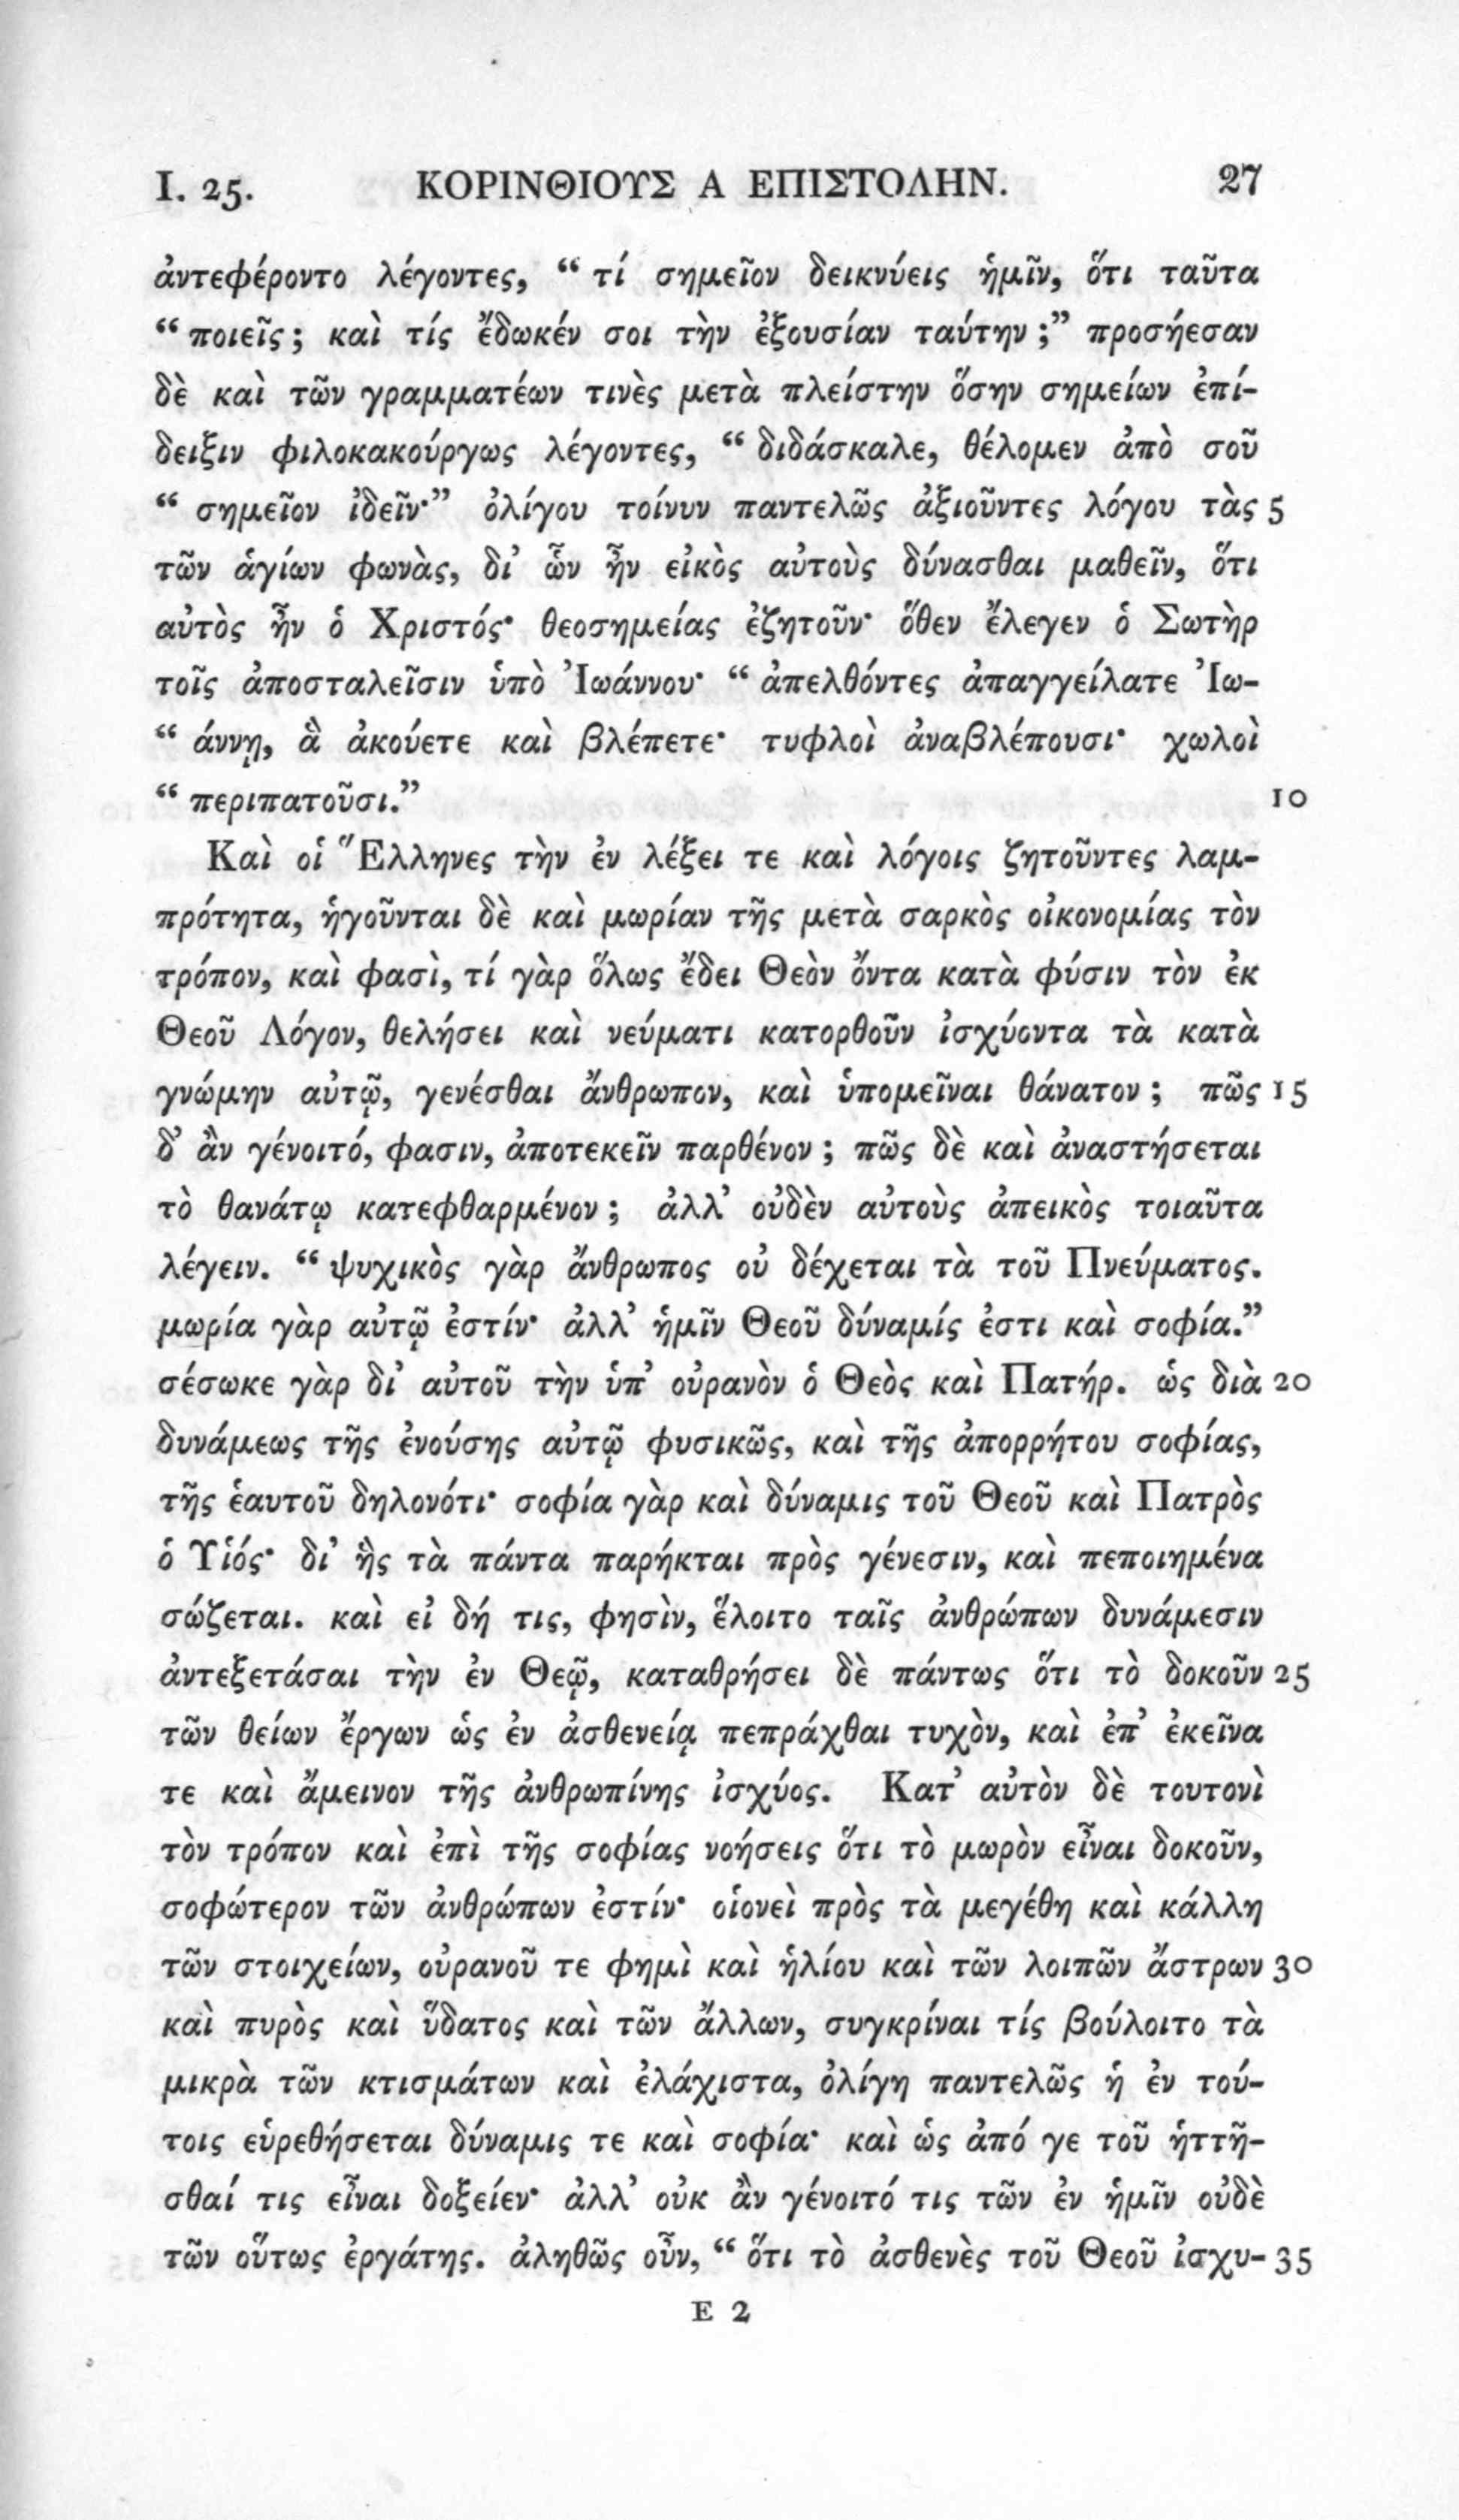 I. 25. ΚΟΡΙΝΘΙΟΥΣ Α ΕΠΙΣΤΟΛΗΝ. 27
ἀντεφέροντο λέγοντες, “ τί σημεῖον δεικνύεις ἡμῖν, ὅτι ταῦτα
“ ποιεῖς ; καὶ τίς ἔδωκέν σοι τὴν ἐξουσίαν ταύτην ;” προσήεσαν
δὲ καὶ τῶν γραμματέων τινὲς μετὰ πλείστην ὅσην σημείων ἐπί-
δειξιν φιλοκακούργως λέγοντες, “ διδάσκαλε, θέλομεν ἀπὸ σοῦ
“ σημεῖον ἰδεῖν·” ὀλίγου τοίνυν παντελῶς ἀξιοῦντες λόγου τὰς 5
τῶν ἁγίων φωνὰς, δι’ ὧν ἦν εἰκὸς αὐτοὺς δύνασθαι μαθεῖν, ὅτι
αὐτὸς ἦν ὁ Χριστός· θεοσημείας ἐζητοῦν· ὅθεν ἔλεγεν ὁ Σωτὴρ
τοῖς ἀποσταλεῖσιν ὑπὸ Ἰωάννου· “ ἀπελθόντες ἀπαγγείλατε Ἰω-
“ άννῃ, ἃ ἀκούετε καὶ βλέπετε· τυφλοὶ ἀναβλέπουσι· χωλοὶ
“ περιπατοῦσι.” 10
Καὶ οἱ Ἕλληνες τὴν ἐν λέξει τε καὶ λόγοις ζητοῦντες λαμ-
πρότητα, ἡγοῦνται δὲ καὶ μωρίαν τῆς μετὰ σαρκὸς οἰκονομίας τὸν
τρόπον, καὶ φασὶ, τί γὰρ ὅλως ἔδει Θεὸν ὄντα κατὰ φύσιν τὸν ἐκ
Θεοῦ Λόγον, θελήσει καὶ νεύματι κατορθοῦν ἰσχύοντα τὰ κατὰ
γνώμην αὐτῷ, γενέσθαι ἄνθρωπον, καὶ ὑπομεῖναι θάνατον ; πῶς 15
δ’ ἂν γένοιτό, φασιν, ἀποτεκεῖν παρθένον ; πῶς δὲ καὶ ἀναστήσεται
τὸ θανάτῳ κατεφθαρμένον ; ἀλλ’ οὐδὲν αὐτοὺς ἀπεικὸς τοιαῦτα
λέγειν. “ ψυχικὸς γὰρ ἄνθρωπος οὐ δέχεται τὰ τοῦ Πνεύματος.
μωρία γὰρ αὐτῷ ἐστίν· ἀλλ’ ἡμῖν Θεοῦ δύναμίς ἐστι καὶ σοφία.”
σέσωκε γὰρ δι’ αὐτοῦ τὴν ὑπ’ οὐρανὸν ὁ Θεὸς καὶ Πατήρ. ὡς διὰ 20
δυνάμεως τῆς ἐνούσης αὐτῷ φυσικῶς, καὶ τῆς ἀπορρήτου σοφίας,
τῆς ἑαυτοῦ δηλονότι· σοφία γὰρ καὶ δύναμις τοῦ Θεοῦ καὶ Πατρὸς
ὁ Υἱός· δι’ ἧς τὰ πάντα παρήκται πρὸς γένεσιν, καὶ πεποιημένα
σώζεται. καὶ εἰ δή τις, φησὶν, ἕλοιτο ταῖς ἀνθρώπων δυνάμεσιν
ἀντεξετάσαι τὴν ἐν Θεῷ, καταθρήσει δὲ πάντως ὅτι τὸ δοκοῦν 25
τῶν θείων ἔργων ὡς ἐν ἀσθενείᾳ πεπράχθαι τυχὸν, καὶ ἐπ’ ἐκεῖνα
τε καὶ ἄμεινον τῆς ἀνθρωπίνης ἰσχύος. Κατ’ αὐτὸν δὲ τουτονὶ
τὸν τρόπον καὶ ἐπὶ τῆς σοφίας νοήσεις ὅτι τὸ μωρὸν εἶναι δοκοῦν,
σοφώτερον τῶν ἀνθρώπων ἐστίν· οἱονεὶ πρὸς τὰ μεγέθη καὶ κάλλη
τῶν στοιχείων, οὐρανοῦ τε φημὶ καὶ ἡλίου καὶ τῶν λοιπῶν ἄστρων 30
καὶ πυρὸς καὶ ὕδατος καὶ τῶν ἄλλων, συγκρίναι τίς βούλοιτο τὰ
μικρὰ τῶν κτισμάτων καὶ ἐλάχιστα, ὀλίγη παντελῶς ἡ ἐν τού-
τοις εὑρεθήσεται δύναμις τε καὶ σοφία· καὶ ὡς ἀπό γε τοῦ ἡττῆ-
σθαί τις εἶναι δοξείεν· ἀλλ’ οὐκ ἂν γένοιτό τις τῶν ἐν ἡμῖν οὐδὲ
τῶν οὕτως ἐργάτης. ἀληθῶς οὖν, “ ὅτι τὸ ἀσθενὲς τοῦ Θεοῦ ἰσχυ- 35
E 2